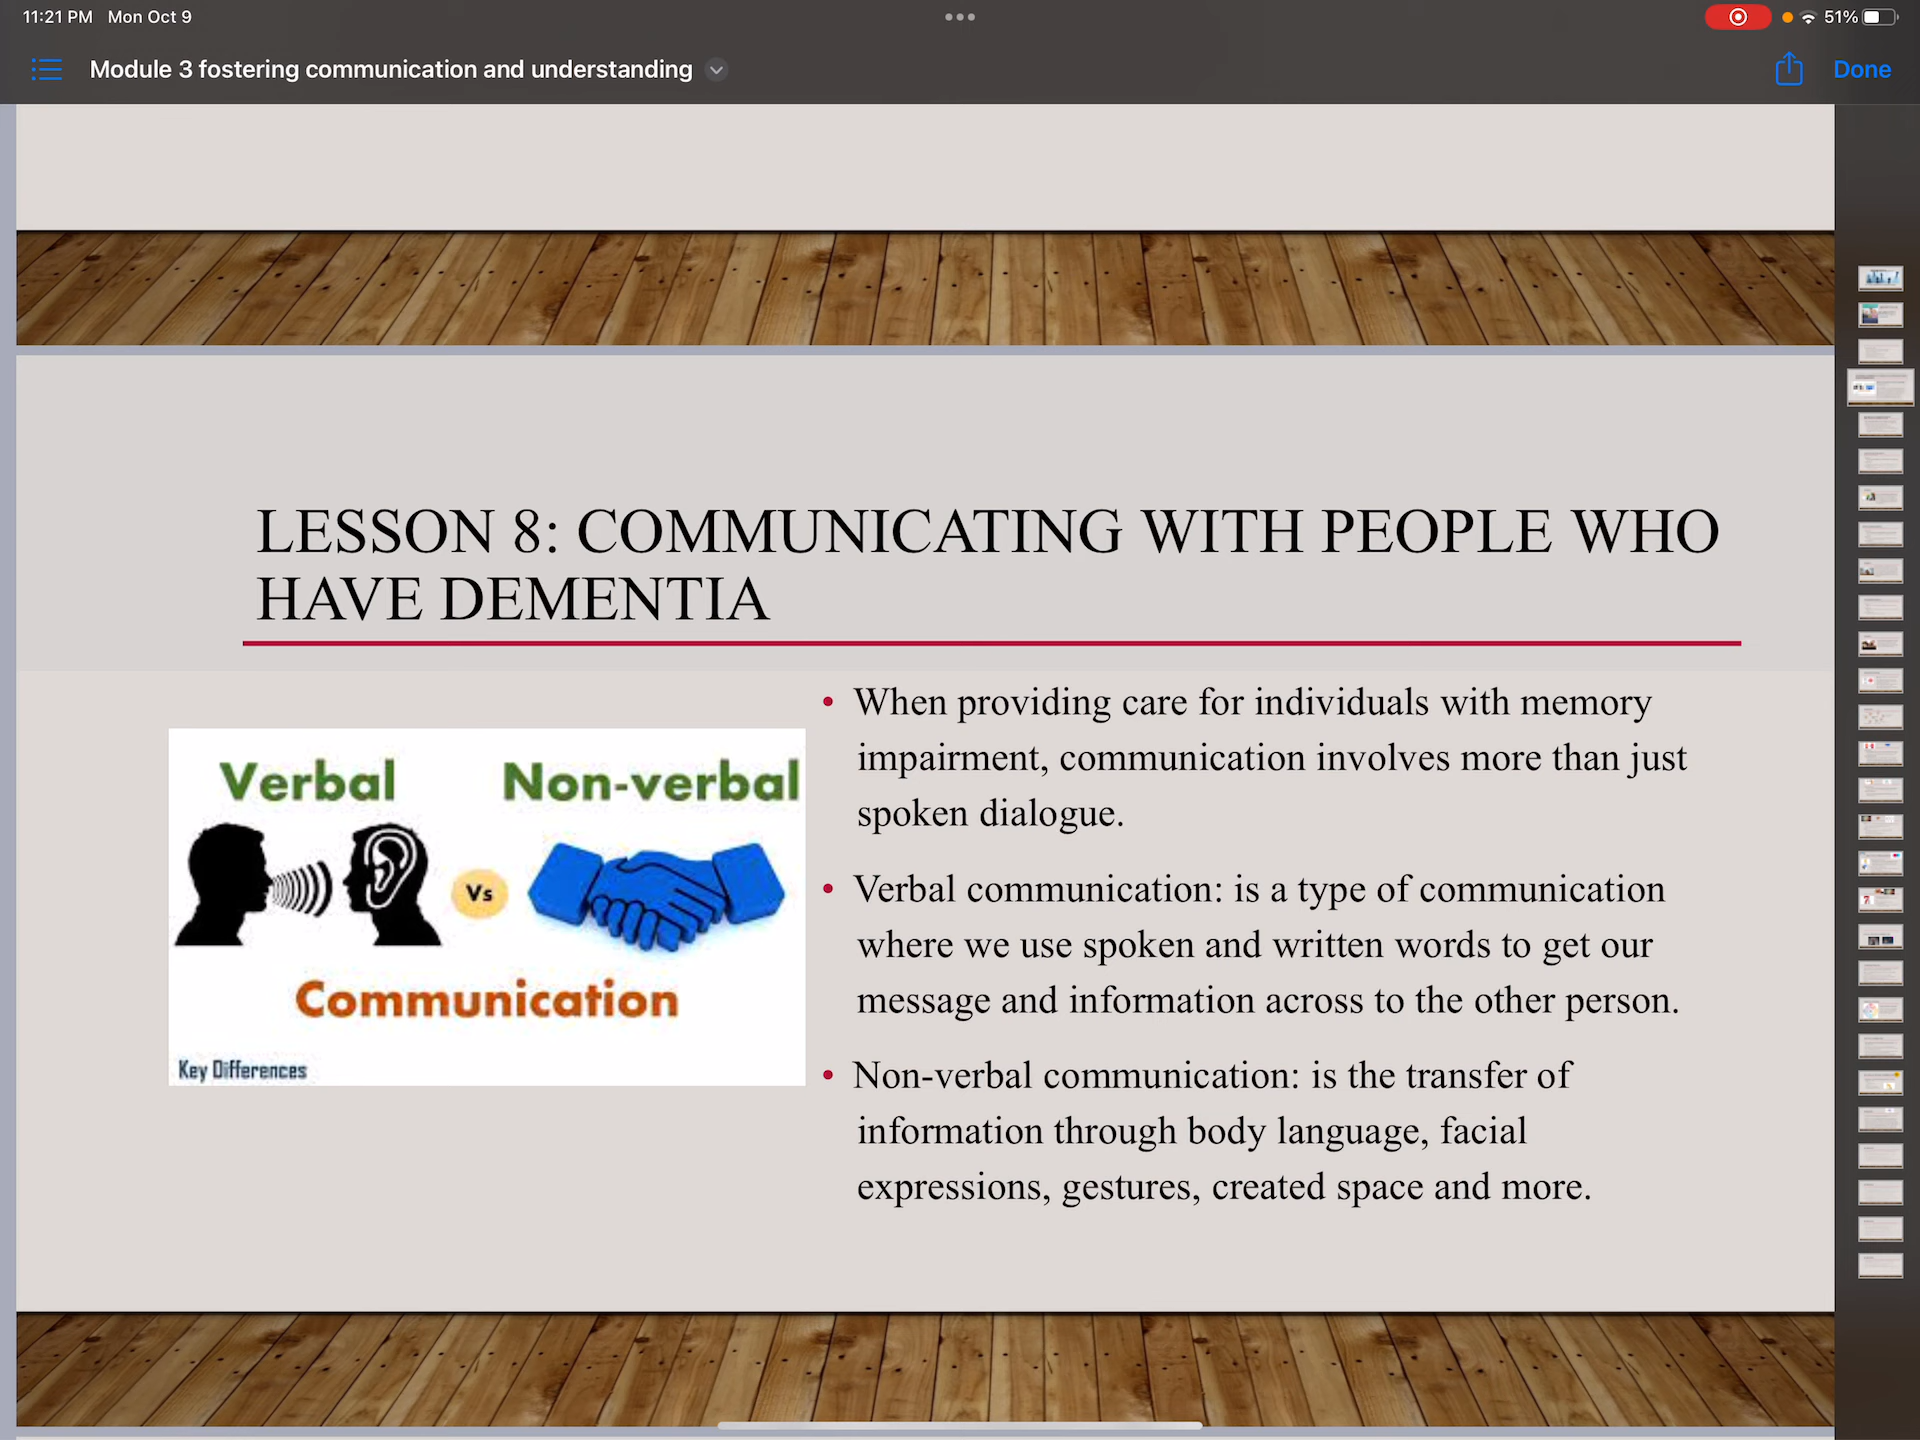 11:21 PM Mon Oct 9
51%
Module 3 fostering communication and understanding
Done
LESSON 8: COMMUNICATING WITH PEOPLE WHO
HAVE DEMENTIA
Verbal
Non-verbal
Vs
Communication
Key Differences
• When providing care for individuals with memory
impairment, communication involves more than just
spoken dialogue.
• Verbal communication: is a type of communication
where we use spoken and written words to get our
message and information across to the other person.
• Non-verbal communication: is the transfer of
information through body language, facial
expressions, gestures, created space and more.